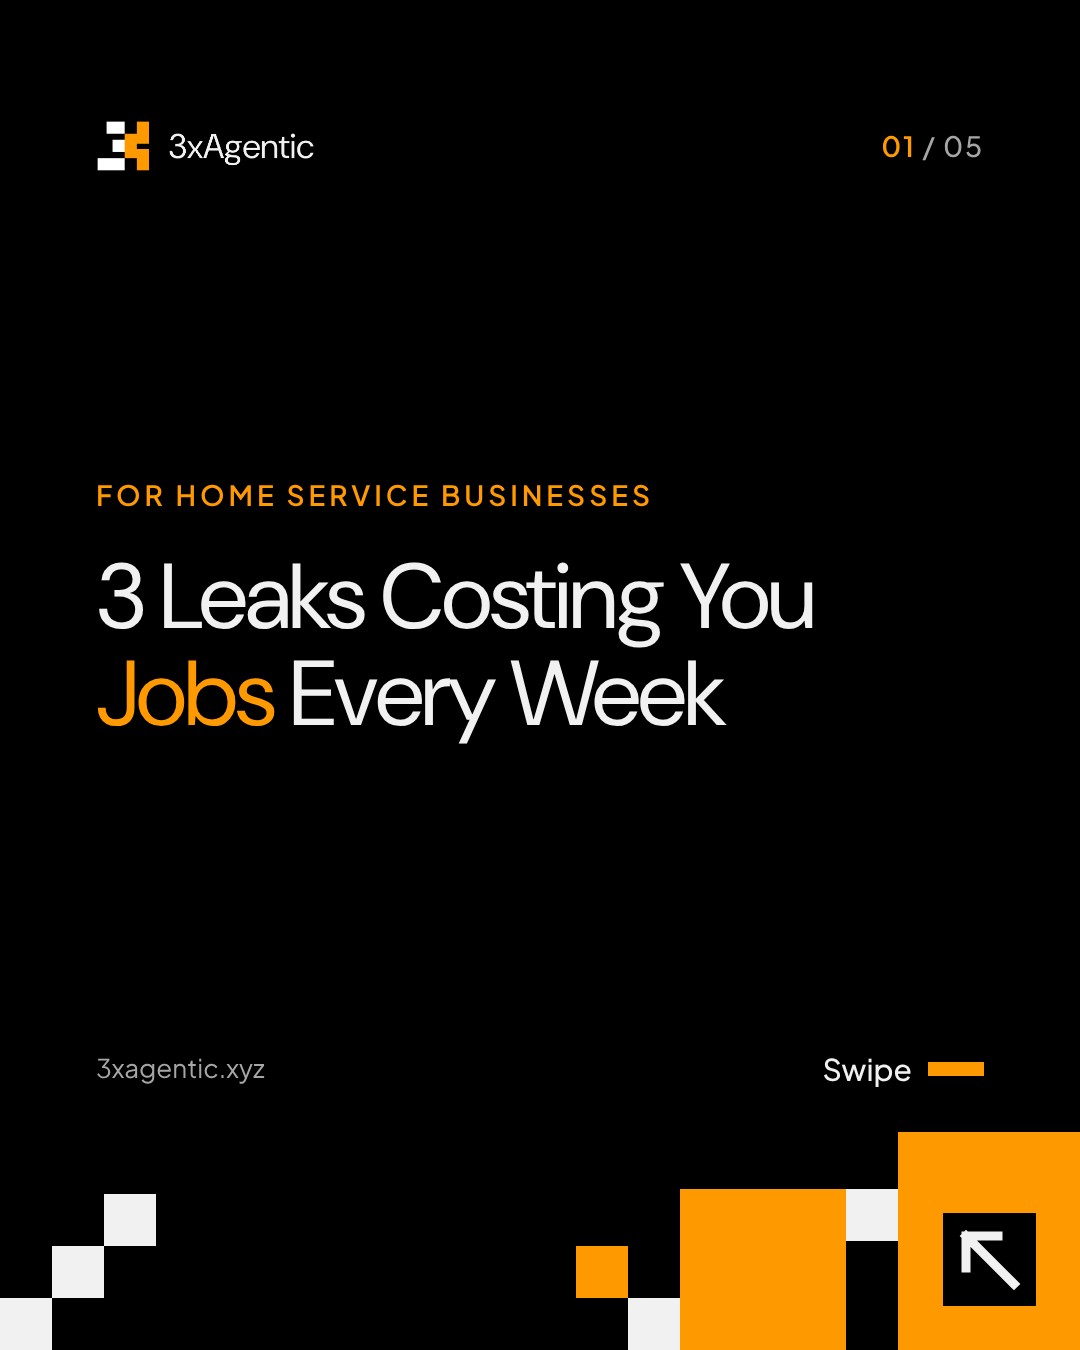 3xAgentic
01 / 05
FOR HOME SERVICE BUSINESSES
3 Leaks Costing You
Jobs Every Week
3xagentic.xyz
Swipe